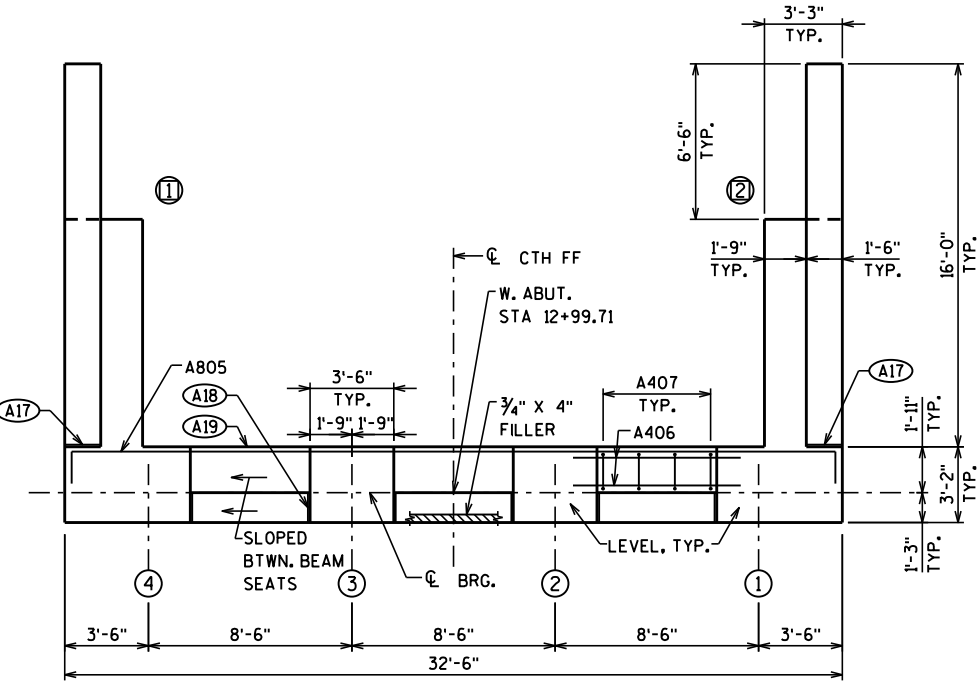 3'-3"
TYP.
6'-6"
TYP.
1
2
1'-9"
TYP.
1'-6"
TYP.
16'-0"
TYP.
℄ CTH FF
W. ABUT.
STA 12+99.71
A805
A18
A19
A17
3'-6"
TYP.
1'-9" 1'-9"
3/4" X 4"
FILLER
A407
TYP.
A406
A17
1'-11"
TYP.
3'-2"
TYP.
1'-3"
TYP.
SLOPED
BTWN. BEAM
SEATS
LEVEL, TYP.
℄ BRG.
4
3
2
1
3'-6"
8'-6"
8'-6"
8'-6"
3'-6"
32'-6"